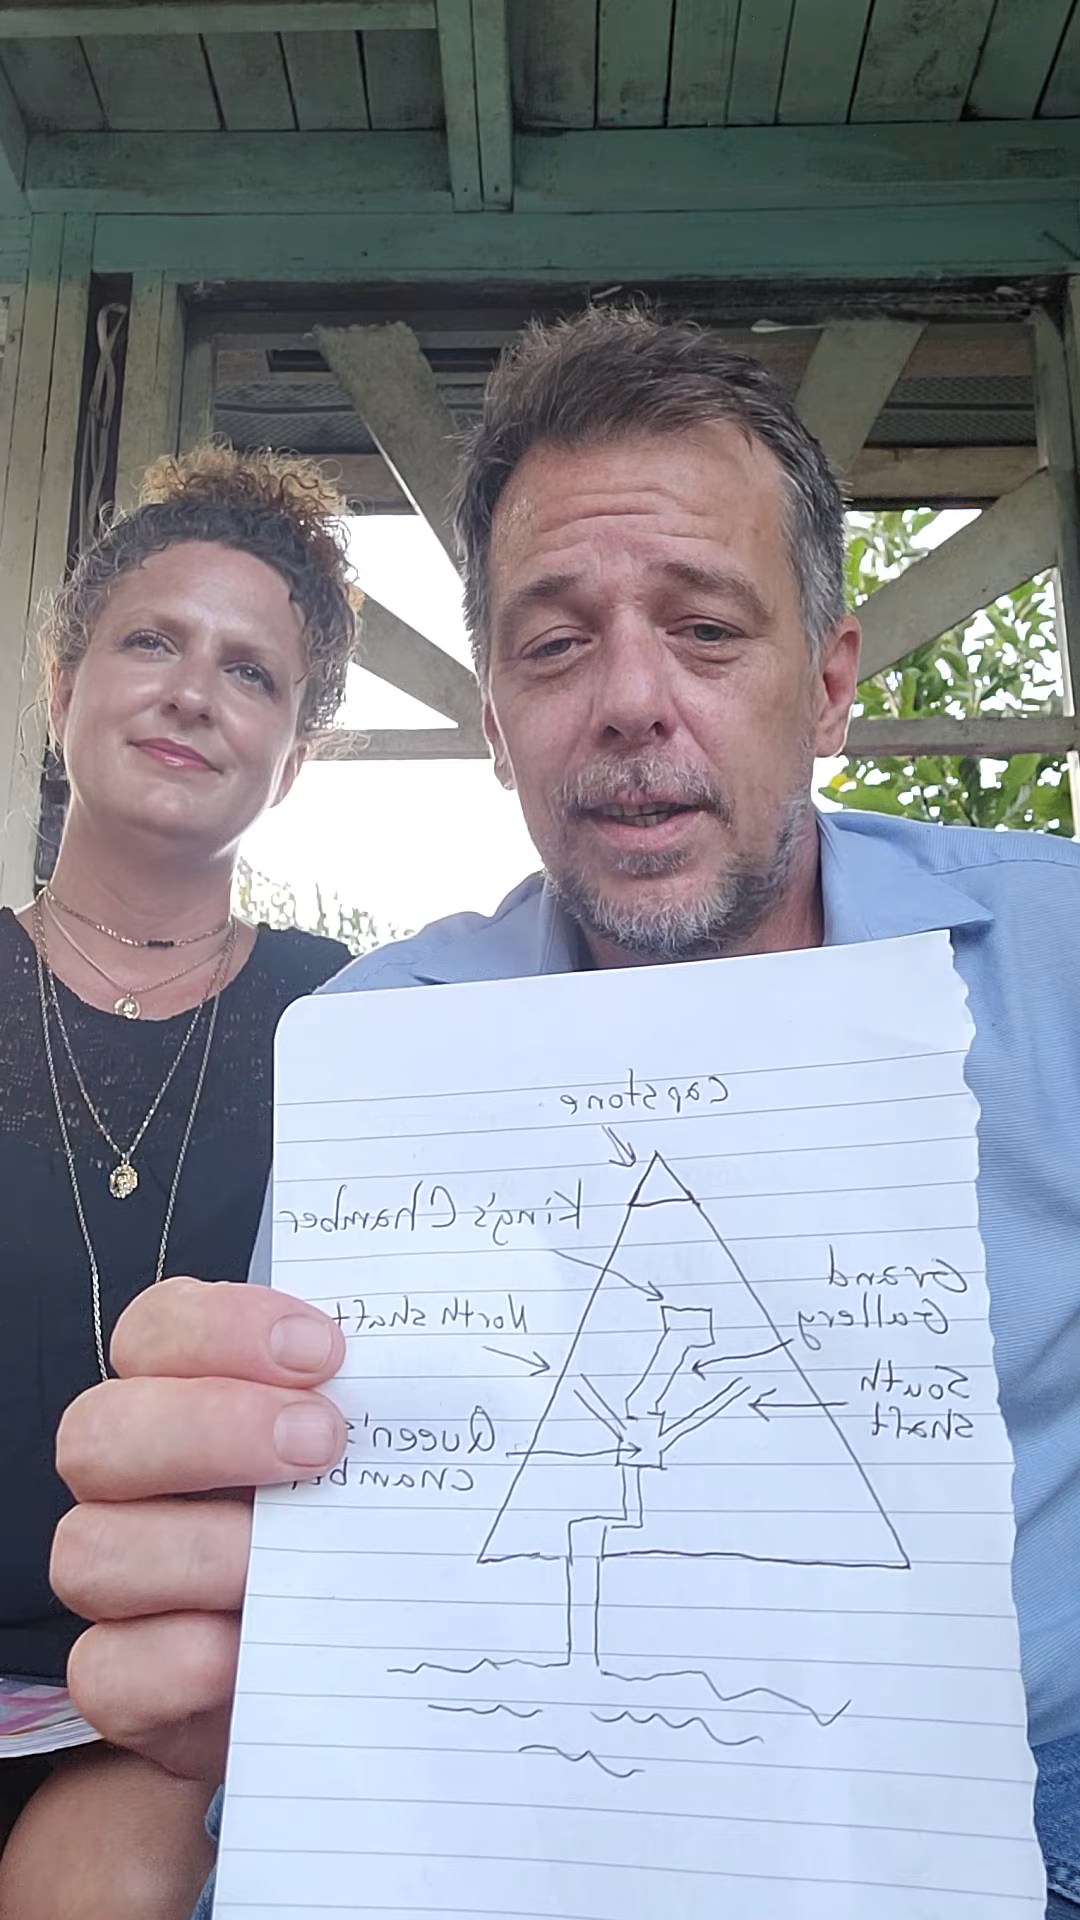 Capstone
King's Chamber
Grand
Gallery
North shaft
South
shaft
Queen's
chamber